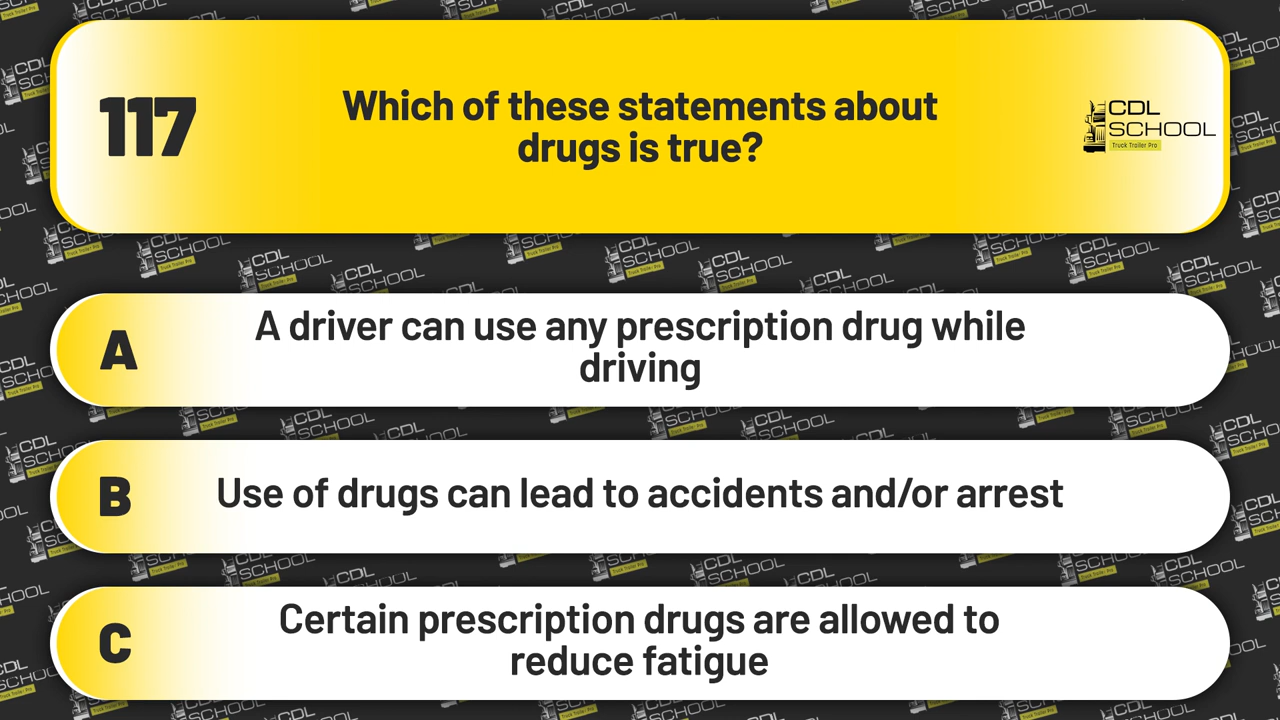 117
Which of these statements about
drugs is true?
CDL
SCHOOL
Truck Trailer Pro
A
A driver can use any prescription drug while
driving
B
Use of drugs can lead to accidents and/or arrest
C
Certain prescription drugs are allowed to
reduce fatigue